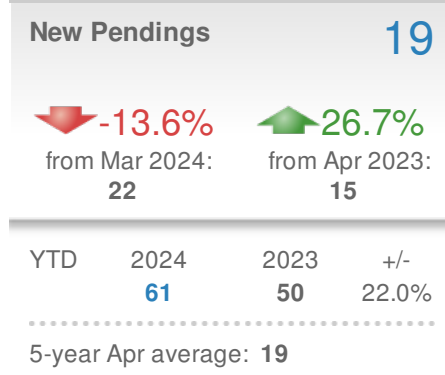 New Pendings 19
-13.6% 26.7%
from Mar 2024: from Apr 2023:
22 15
YTD 2024 2023 +/-
61 50 22.0%
5-year Apr average: 19